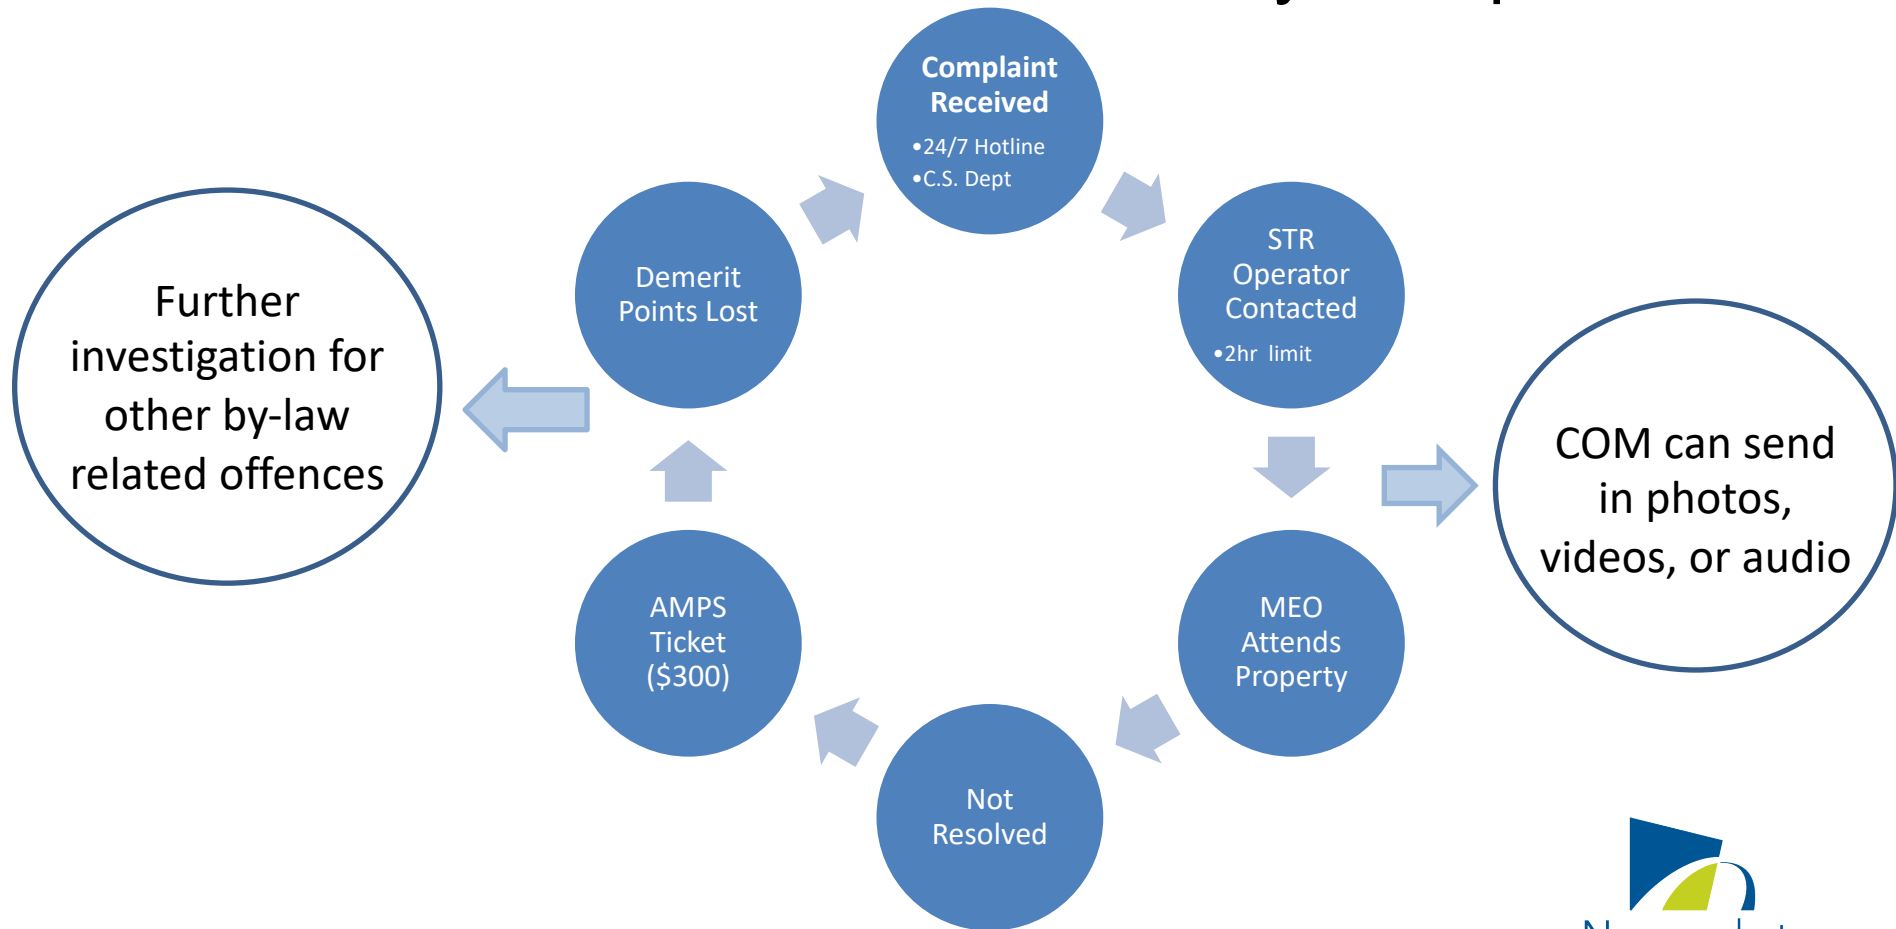 Complaint
Received
•24/7 Hotline
•C.S. Dept
STR
Operator
Contacted
•2hr limit
COM can send
in photos,
videos, or audio
MEO
Attends
Property
Not
Resolved
AMPS
Ticket
($300)
Demerit
Points Lost
Further
investigation for
other by-law
related offences